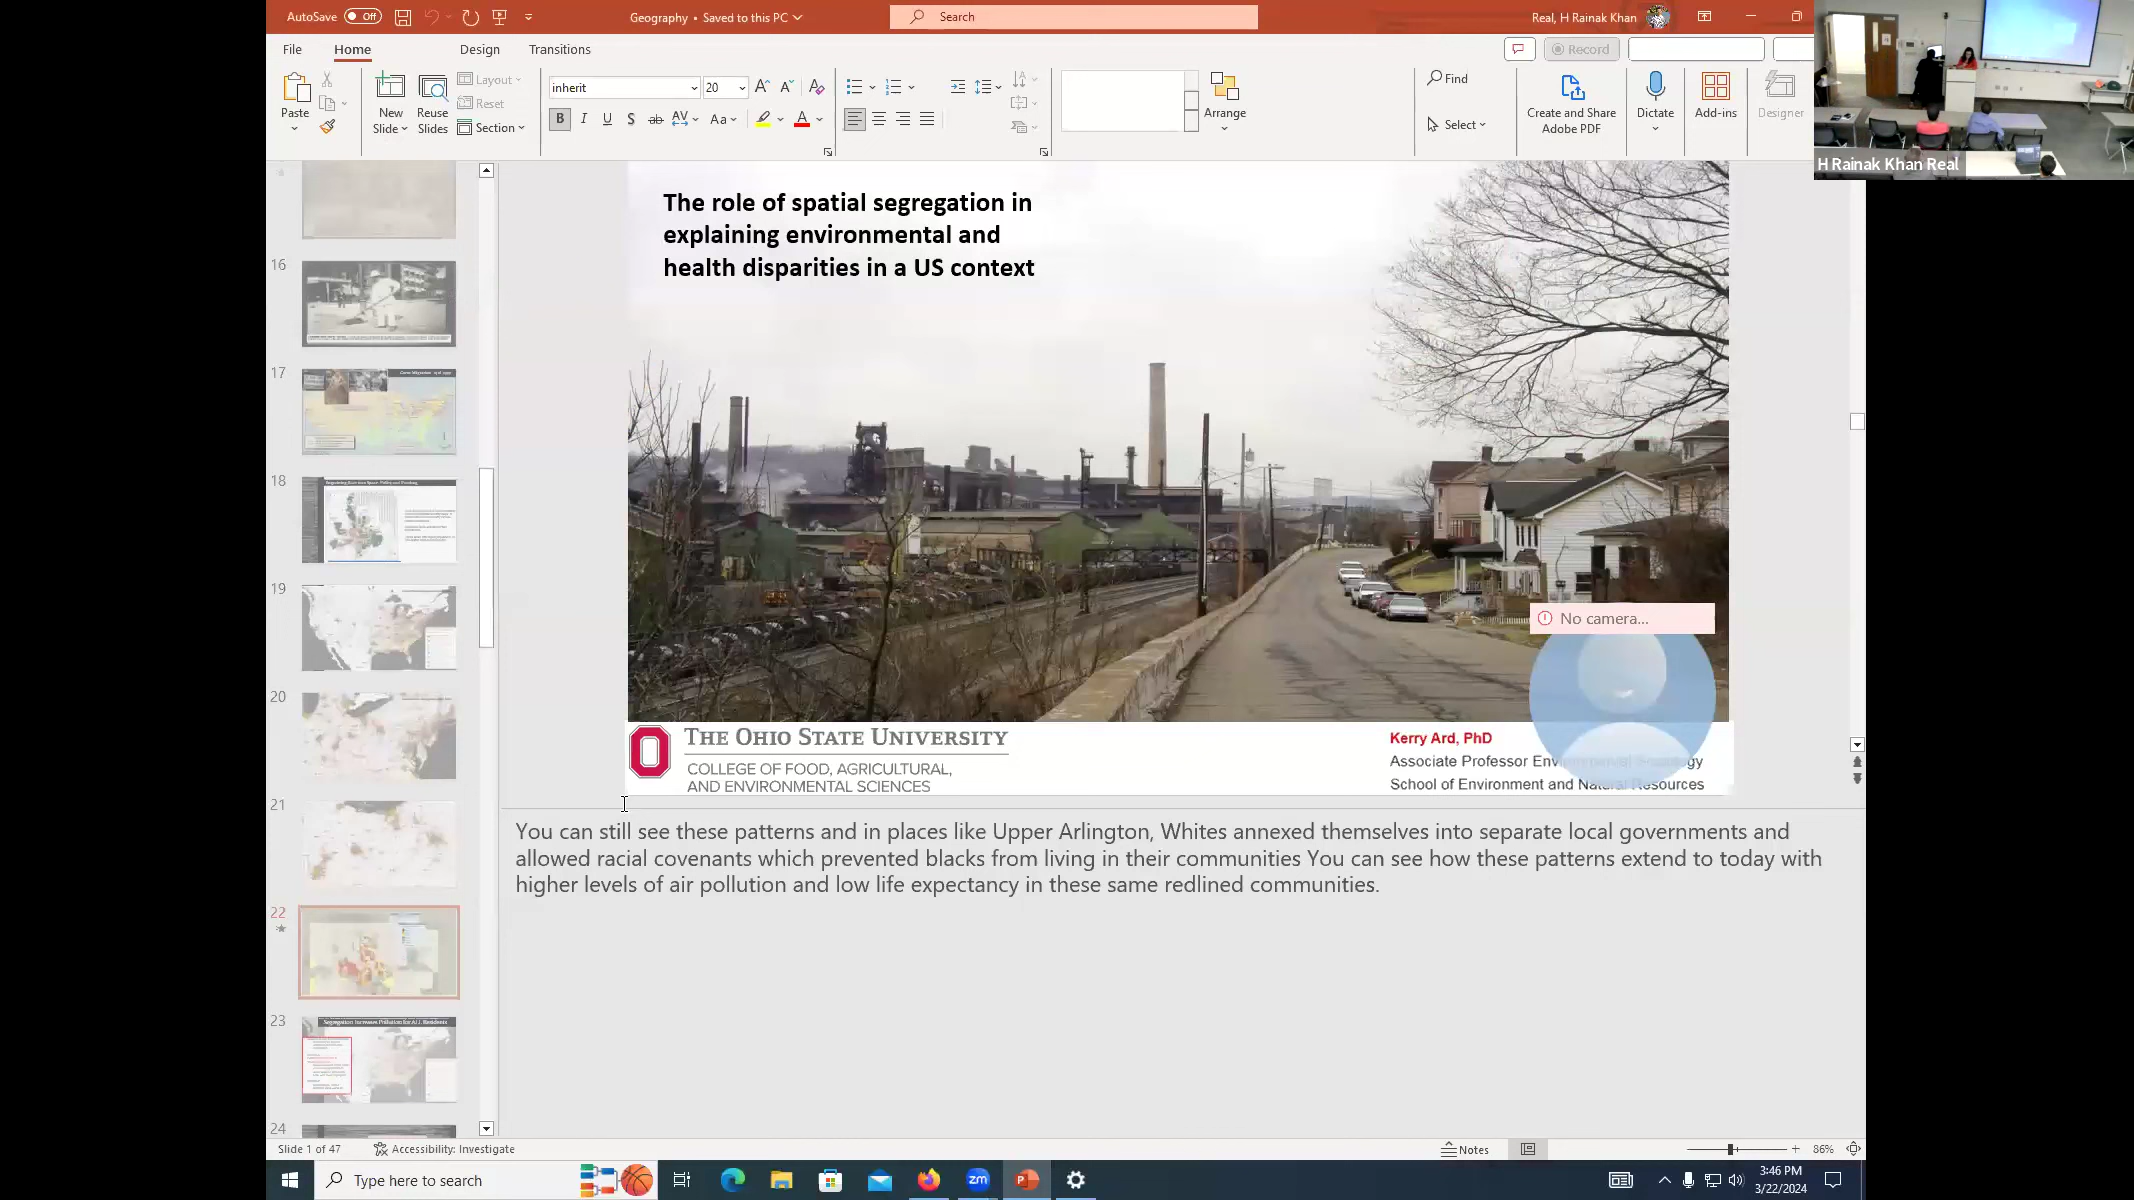 AutoSave Off
Geography • Saved to this PC
Search
Real, H Rainak Khan
File
Home
Design
Transitions
Record
Paste
New
Slide
Reuse
Slides
Layout
Reset
Section
inherit
20
B I U S ab AV Aa A
Arrange
Find
Select
Create and Share
Adobe PDF
Dictate
Add-ins
Designer
H Rainak Khan Real
16
17
18
19
20
21
22
23
Segregation Increases Pollution for ALL Residents
24
The role of spatial segregation in
explaining environmental and
health disparities in a US context
No camera...
THE OHIO STATE UNIVERSITY
COLLEGE OF FOOD, AGRICULTURAL,
AND ENVIRONMENTAL SCIENCES
Kerry Ard, PhD
Associate Professor
School of Environment and Natural Resources
You can still see these patterns and in places like Upper Arlington, Whites annexed themselves into separate local governments and
allowed racial covenants which prevented blacks from living in their communities You can see how these patterns extend to today with
higher levels of air pollution and low life expectancy in these same redlined communities.
Slide 1 of 47
Accessibility: Investigate
Notes
86%
Type here to search
zm
P
3:46 PM
3/22/2024